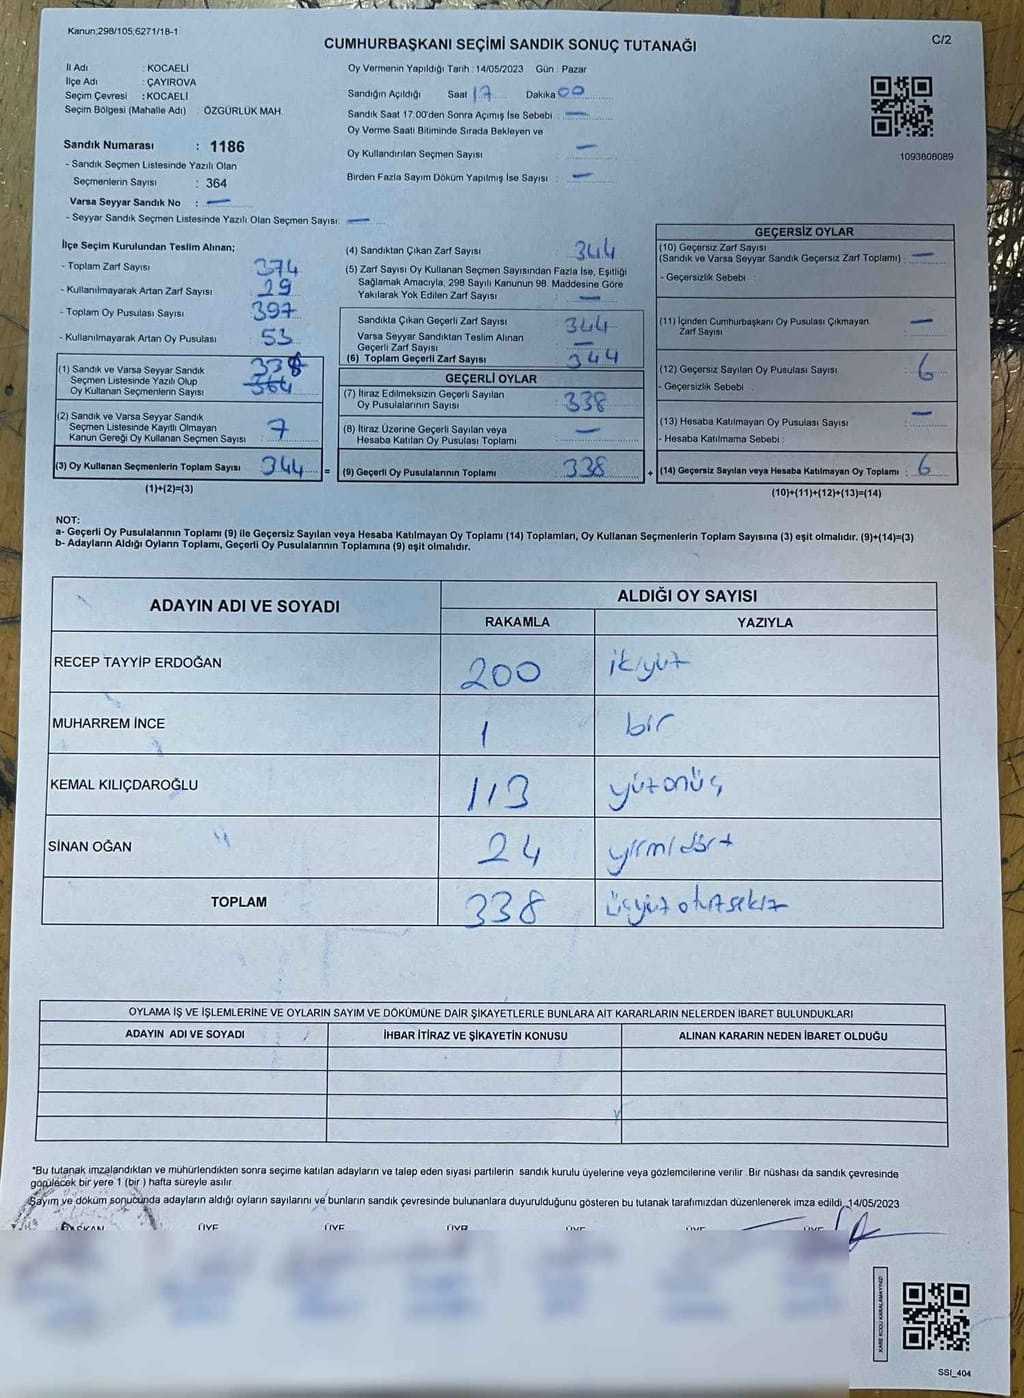 Kanun;298/105;6271/18-1
C/2
CUMHURBAŞKANI SEÇİMİ SANDIK SONUÇ TUTANAĞI
İl Adı : KOCAELİ
İlçe Adı : ÇAYIROVA
Seçim Çevresi : KOCAELİ
Seçim Bölgesi (Mahalle Adı) : ÖZGÜRLÜK MAH.
Sandık Numarası : 1186
- Sandık Seçmen Listesinde Yazılı Olan
Seçmenlerin Sayısı : 364
Varsa Seyyar Sandık No : —
- Seyyar Sandık Seçmen Listesinde Yazılı Olan Seçmen Sayısı: —
Oy Vermenin Yapıldığı Tarih : 14/05/2023 Gün : Pazar
Sandığın Açıldığı Saat 17 Dakika 00
Sandık Saat 17.00'den Sonra Açımış İse Sebebi : —
Oy Verme Saati Bitiminde Sırada Bekleyen ve
Oy Kullandırılan Seçmen Sayısı —
Birden Fazla Sayım Döküm Yapılmış İse Sayısı : —
1093808089
İlçe Seçim Kurulundan Teslim Alınan;
- Toplam Zarf Sayısı 374
- Kullanılmayarak Artan Zarf Sayısı : 29
- Toplam Oy Pusulası Sayısı : 397
- Kullanılmayarak Artan Oy Pusulası : 53
338
(1) Sandık ve Varsa Seyyar Sandık
Seçmen Listesinde Yazılı Olup
Oy Kullanan Seçmenlerin Sayısı : 364
(2) Sandık ve Varsa Seyyar Sandık
Seçmen Listesinde Kayıtlı Olmayan
Kanun Gereği Oy Kullanan Seçmen Sayısı : 7
(3) Oy Kullanan Seçmenlerin Toplam Sayısı 344 =
(1)+(2)=(3)
(4) Sandıktan Çıkan Zarf Sayısı : 344
(5) Zarf Sayısı Oy Kullanan Seçmen Sayısından Fazla İse, Eşitliği
Sağlamak Amacıyla, 298 Sayılı Kanunun 98. Maddesine Göre
Yakılarak Yok Edilen Zarf Sayısı : —
Sandıkta Çıkan Geçerli Zarf Sayısı : 344
Varsa Seyyar Sandıktan Teslim Alınan
Geçerli Zarf Sayısı : —
(6) Toplam Geçerli Zarf Sayısı : 344
GEÇERLİ OYLAR
(7) İtiraz Edilmeksizin Geçerli Sayılan
Oy Pusulalarının Sayısı : 338
(8) İtiraz Üzerine Geçerli Sayılan veya
Hesaba Katılan Oy Pusulası Toplamı : —
(9) Geçerli Oy Pusulalarının Toplamı : 338 +
GEÇERSİZ OYLAR
(10) Geçersiz Zarf Sayısı
(Sandık ve Varsa Seyyar Sandık Geçersiz Zarf Toplamı) : —
- Geçersizlik Sebebi :
(11) İçinden Cumhurbaşkanı Oy Pusulası Çıkmayan
Zarf Sayısı : —
(12) Geçersiz Sayılan Oy Pusulası Sayısı : 6
- Geçersizlik Sebebi :
(13) Hesaba Katılmayan Oy Pusulası Sayısı : —
- Hesaba Katılmama Sebebi :
(14) Geçersiz Sayılan veya Hesaba Katılmayan Oy Toplamı : 6
(10)+(11)+(12)+(13)=(14)
NOT:
a- Geçerli Oy Pusulalarının Toplamı (9) ile Geçersiz Sayılan veya Hesaba Katılmayan Oy Toplamı (14) Toplamları, Oy Kullanan Seçmenlerin Toplam Sayısına (3) eşit olmalıdır. (9)+(14)=(3)
b- Adayların Aldığı Oyların Toplamı, Geçerli Oy Pusulalarının Toplamına (9) eşit olmalıdır.
ADAYIN ADI VE SOYADI ALDIĞI OY SAYISI
RAKAMLA YAZIYLA
RECEP TAYYİP ERDOĞAN 200 ikiyüz
MUHARREM İNCE 1 bir
KEMAL KILIÇDAROĞLU 113 yüzonüç
SİNAN OĞAN 24 yirmidört
TOPLAM 338 üçyüz otuzsekiz
OYLAMA İŞ VE İŞLEMLERİNE VE OYLARIN SAYIM VE DÖKÜMÜNE DAİR ŞİKAYETLERLE BUNLARA AİT KARARLARIN NELERDEN İBARET BULUNDUKLARI
ADAYIN ADI VE SOYADI İHBAR İTİRAZ VE ŞİKAYETİN KONUSU ALINAN KARARIN NEDEN İBARET OLDUĞU
*Bu tutanak imzalandıktan ve mühürlendikten sonra seçime katılan adayların ve talep eden siyasi partilerin sandık kurulu üyelerine veya gözlemcilerine verilir. Bir nüshası da sandık çevresinde
görülecek bir yere 1 (bir ) hafta süreyle asılır.
Sayım ve döküm sonucunda adayların aldığı oyların sayılarını ve bunların sandık çevresinde bulunanlara duyurulduğunu gösteren bu tutanak tarafımızdan düzenlenerek imza edildi. 14/05/2023
BAŞKAN ÜYE ÜYE ÜYE ÜYE ÜYE ÜYE
KARE KODU KARALAMAYINIZ!
SSI_404